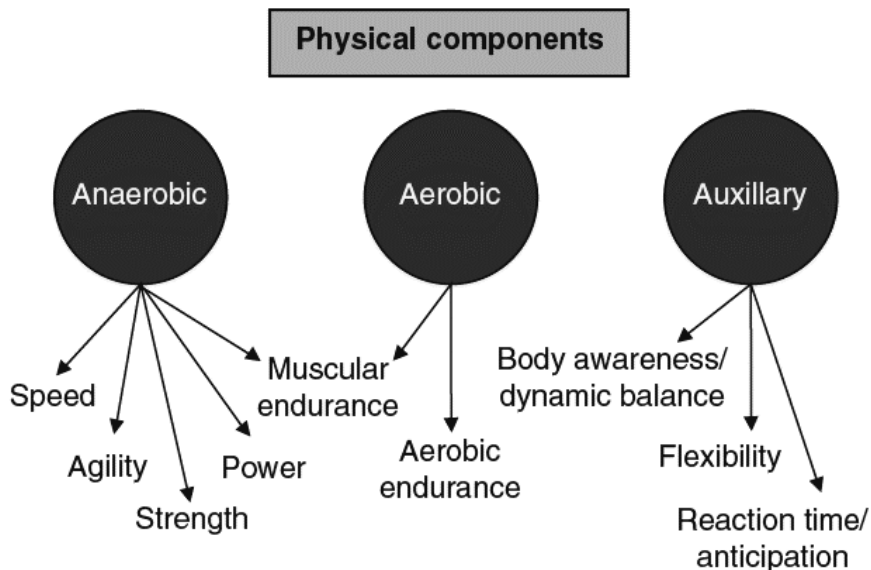 Physical components
Anaerobic
Aerobic
Auxillary
Speed
Agility
Strength
Power
Muscular
endurance
Aerobic
endurance
Body awareness/
dynamic balance
Flexibility
Reaction time/
anticipation